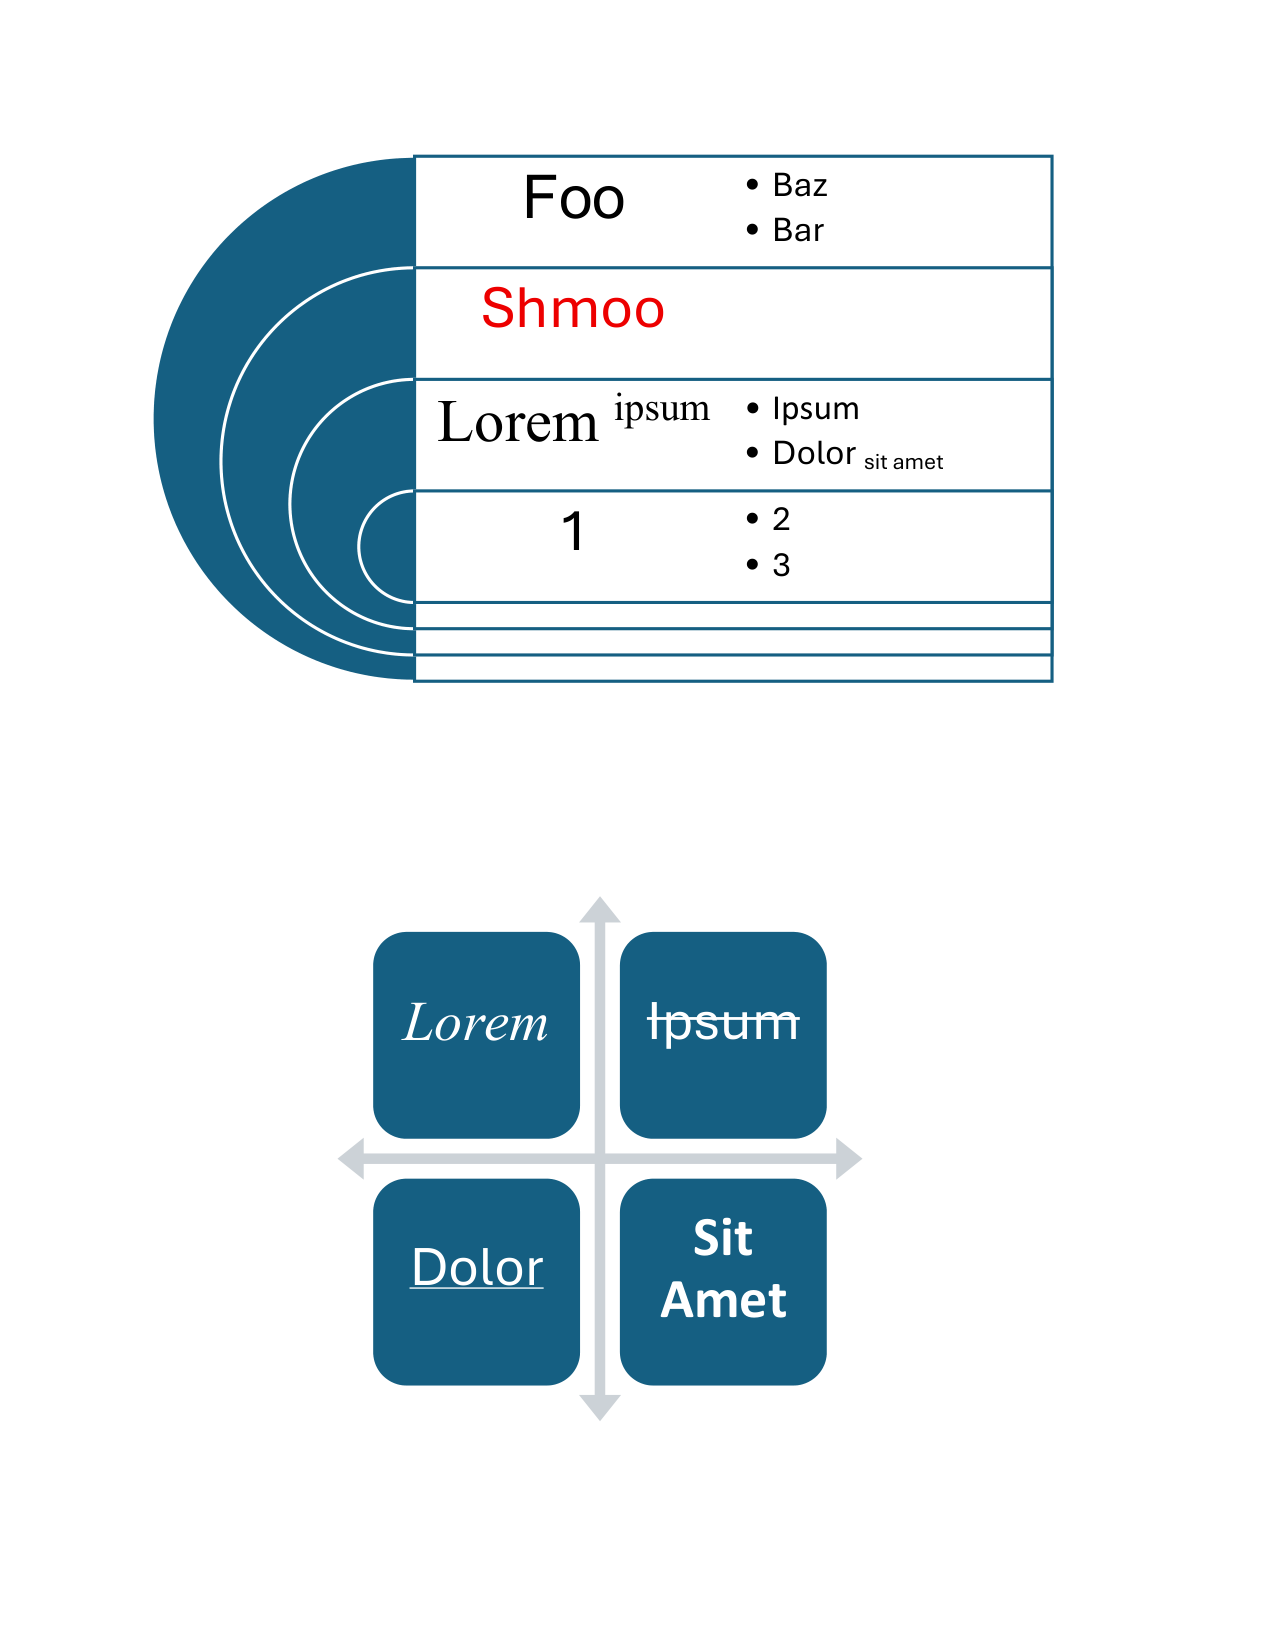 Foo
• Baz
• Bar
Shmoo
Lorem ipsum
• Ipsum
• Dolor sit amet
1
• 2
• 3
Lorem
Ipsum
Dolor
Sit
Amet